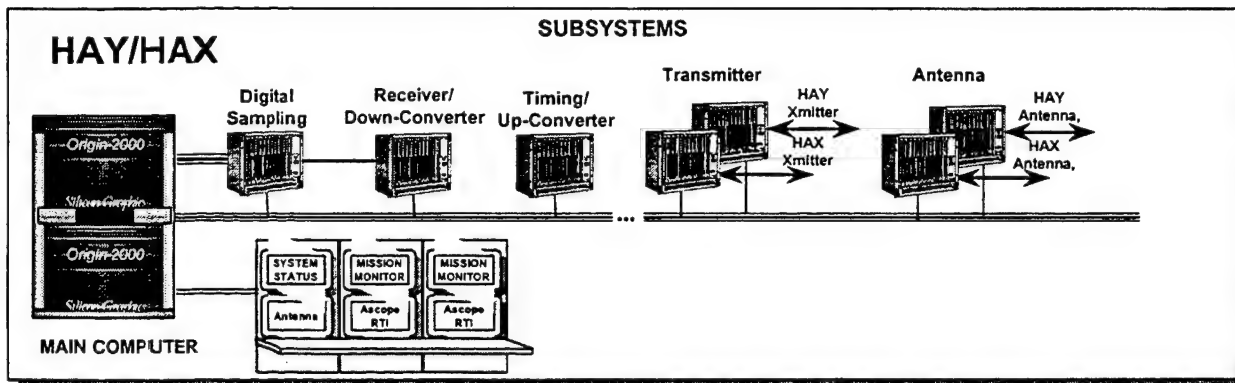 SUBSYSTEMS
HAY/HAX
Digital
Sampling
Receiver/
Down-Converter
Timing/
Up-Converter
Transmitter
HAY
Xmitter
HAX
Xmitter
Antenna
HAY
Antenna,
HAX
Antenna,
Origin 2000
Silicon Graphics
...
Origin 2000
Silicon Graphics
SYSTEM
STATUS
MISSION
MONITOR
MISSION
MONITOR
Antenna
Ascope
RTI
Ascope
RTI
MAIN COMPUTER